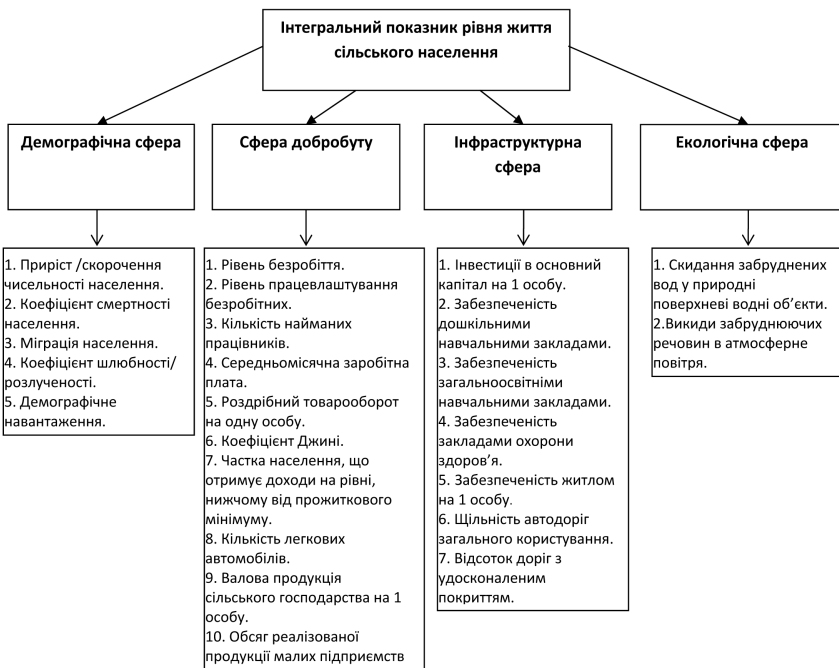 Інтегральний показник рівня життя
сільського населення
Демографічна сфера
Сфера добробуту
Інфраструктурна
сфера
Екологічна сфера
1. Приріст /скорочення
чисельності населення.
2. Коефіцієнт смертності
населення.
3. Міграція населення.
4. Коефіцієнт шлюбності/
розлученості.
5. Демографічне
навантаження.
1. Рівень безробіття.
2. Рівень працевлаштування
безробітних.
3. Кількість найманих
працівників.
4. Середньомісячна заробітна
плата.
5. Роздрібний товарооборот
на одну особу.
6. Коефіцієнт Джині.
7. Частка населення, що
отримує доходи на рівні,
нижчому від прожиткового
мінімуму.
8. Кількість легкових
автомобілів.
9. Валова продукція
сільського господарства на 1
особу.
10. Обсяг реалізованої
продукції малих підприємств
1. Інвестиції в основний
капітал на 1 особу.
2. Забезпеченість
дошкільними
навчальними закладами.
3. Забезпеченість
загальноосвітніми
навчальними закладами.
4. Забезпеченість
закладами охорони
здоров’я.
5. Забезпеченість житлом
на 1 особу.
6. Щільність автодоріг
загального користування.
7. Відсоток доріг з
удосконаленим
покриттям.
1. Скидання забруднених
вод у природні
поверхневі водні об’єкти.
2.Викиди забруднюючих
речовин в атмосферне
повітря.